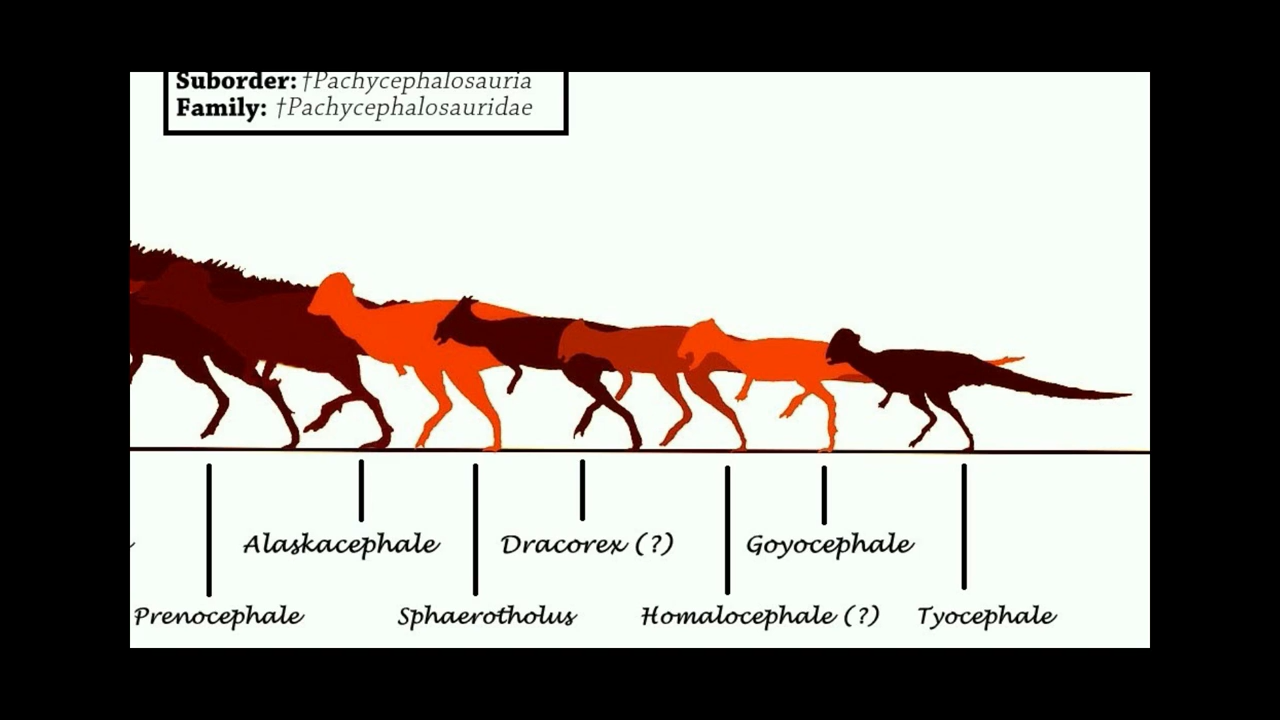 Suborder: †Pachycephalosauria
Family: †Pachycephalosauridae
Alaskacephale Dracorex (?) Goyocephale
Prenocephale Sphaerotholus Homalocephale (?) Tyocephale